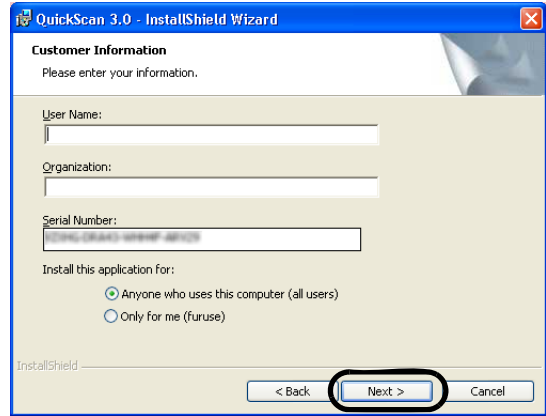 QuickScan 3.0 - InstallShield Wizard
Customer Information
Please enter your information.
User Name:
Organization:
Serial Number:
Install this application for:
Anyone who uses this computer (all users)
Only for me (furuse)
InstallShield
< Back Next > Cancel